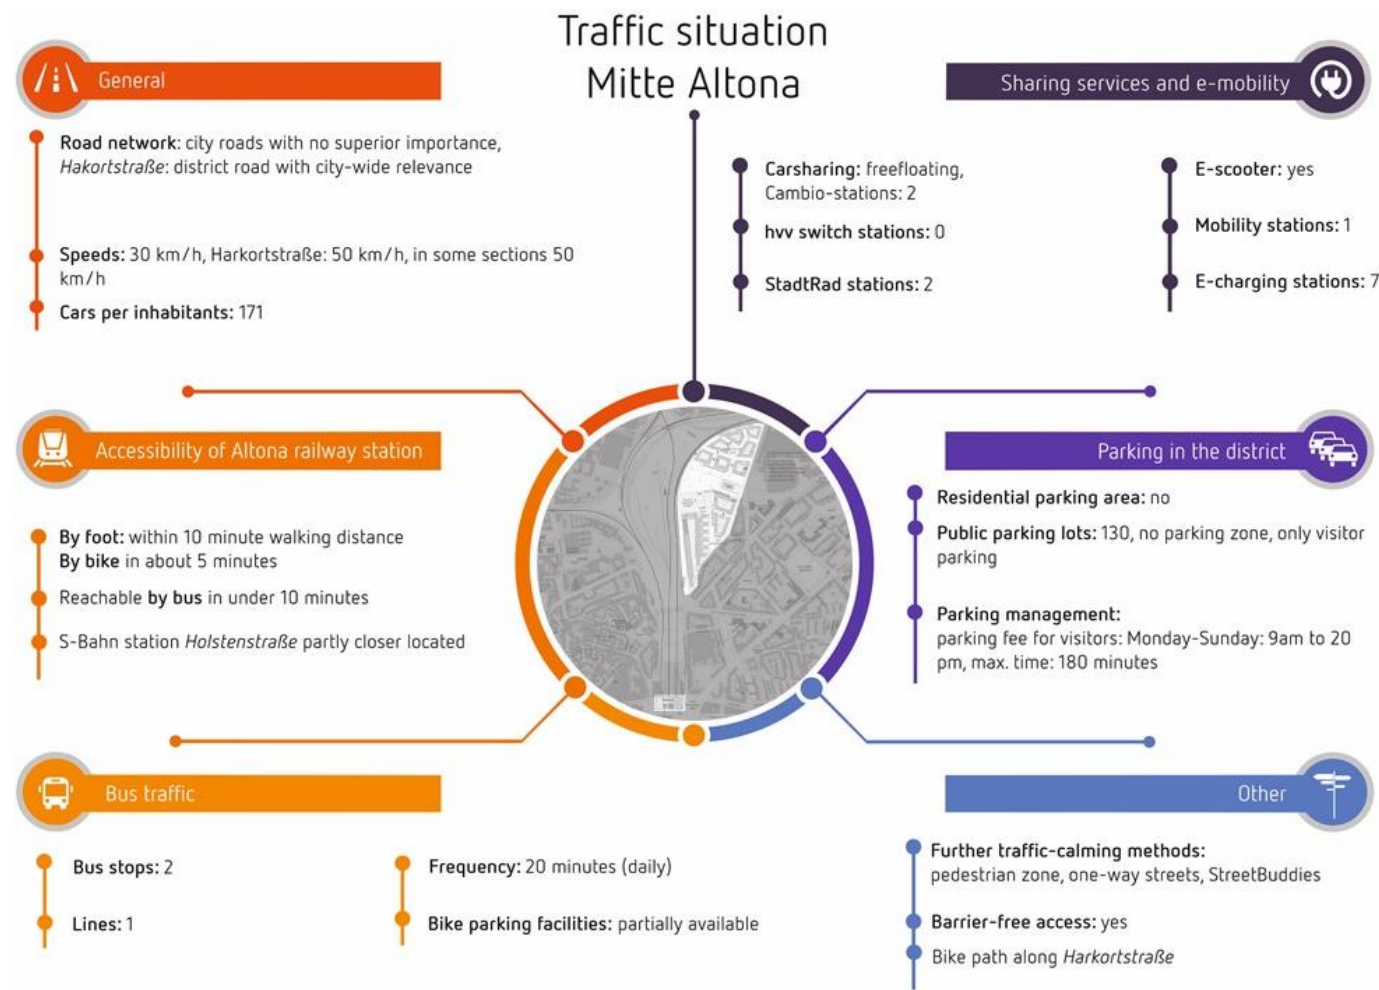 Traffic situation
Mitte Altona
General
Road network: city roads with no superior importance,
Hakortstraße: district road with city-wide relevance
Speeds: 30 km/h, Harkortstraße: 50 km/h, in some sections 50
km/h
Cars per inhabitants: 171
Sharing services and e-mobility
Carsharing: freefloating,
Cambio-stations: 2
hvv switch stations: 0
StadtRad stations: 2
E-scooter: yes
Mobility stations: 1
E-charging stations: 7
Accessibility of Altona railway station
By foot: within 10 minute walking distance
By bike in about 5 minutes
Reachable by bus in under 10 minutes
S-Bahn station Holstenstraße partly closer located
Parking in the district
Residential parking area: no
Public parking lots: 130, no parking zone, only visitor
parking
Parking management:
parking fee for visitors: Monday-Sunday: 9am to 20
pm, max. time: 180 minutes
Bus traffic
Bus stops: 2
Lines: 1
Frequency: 20 minutes (daily)
Bike parking facilities: partially available
Other
Further traffic-calming methods:
pedestrian zone, one-way streets, StreetBuddies
Barrier-free access: yes
Bike path along Harkortstraße